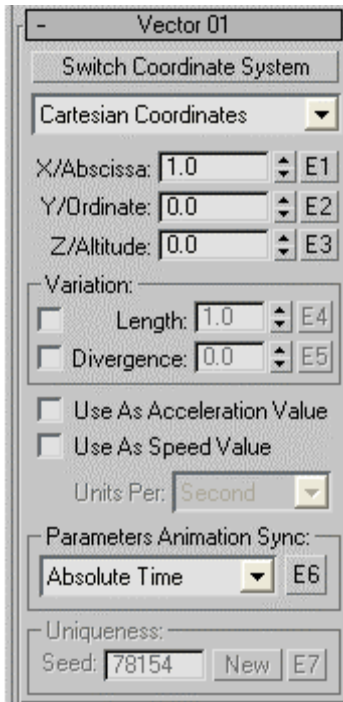 - Vector 01
Switch Coordinate System
Cartesian Coordinates
X/Abscissa: 1.0 E1
Y/Ordinate: 0.0 E2
Z/Altitude: 0.0 E3
Variation:
Length: 1.0 E4
Divergence: 0.0 E5
Use As Acceleration Value
Use As Speed Value
Units Per: Second
Parameters Animation Sync:
Absolute Time E6
Uniqueness:
Seed: 78154 New E7